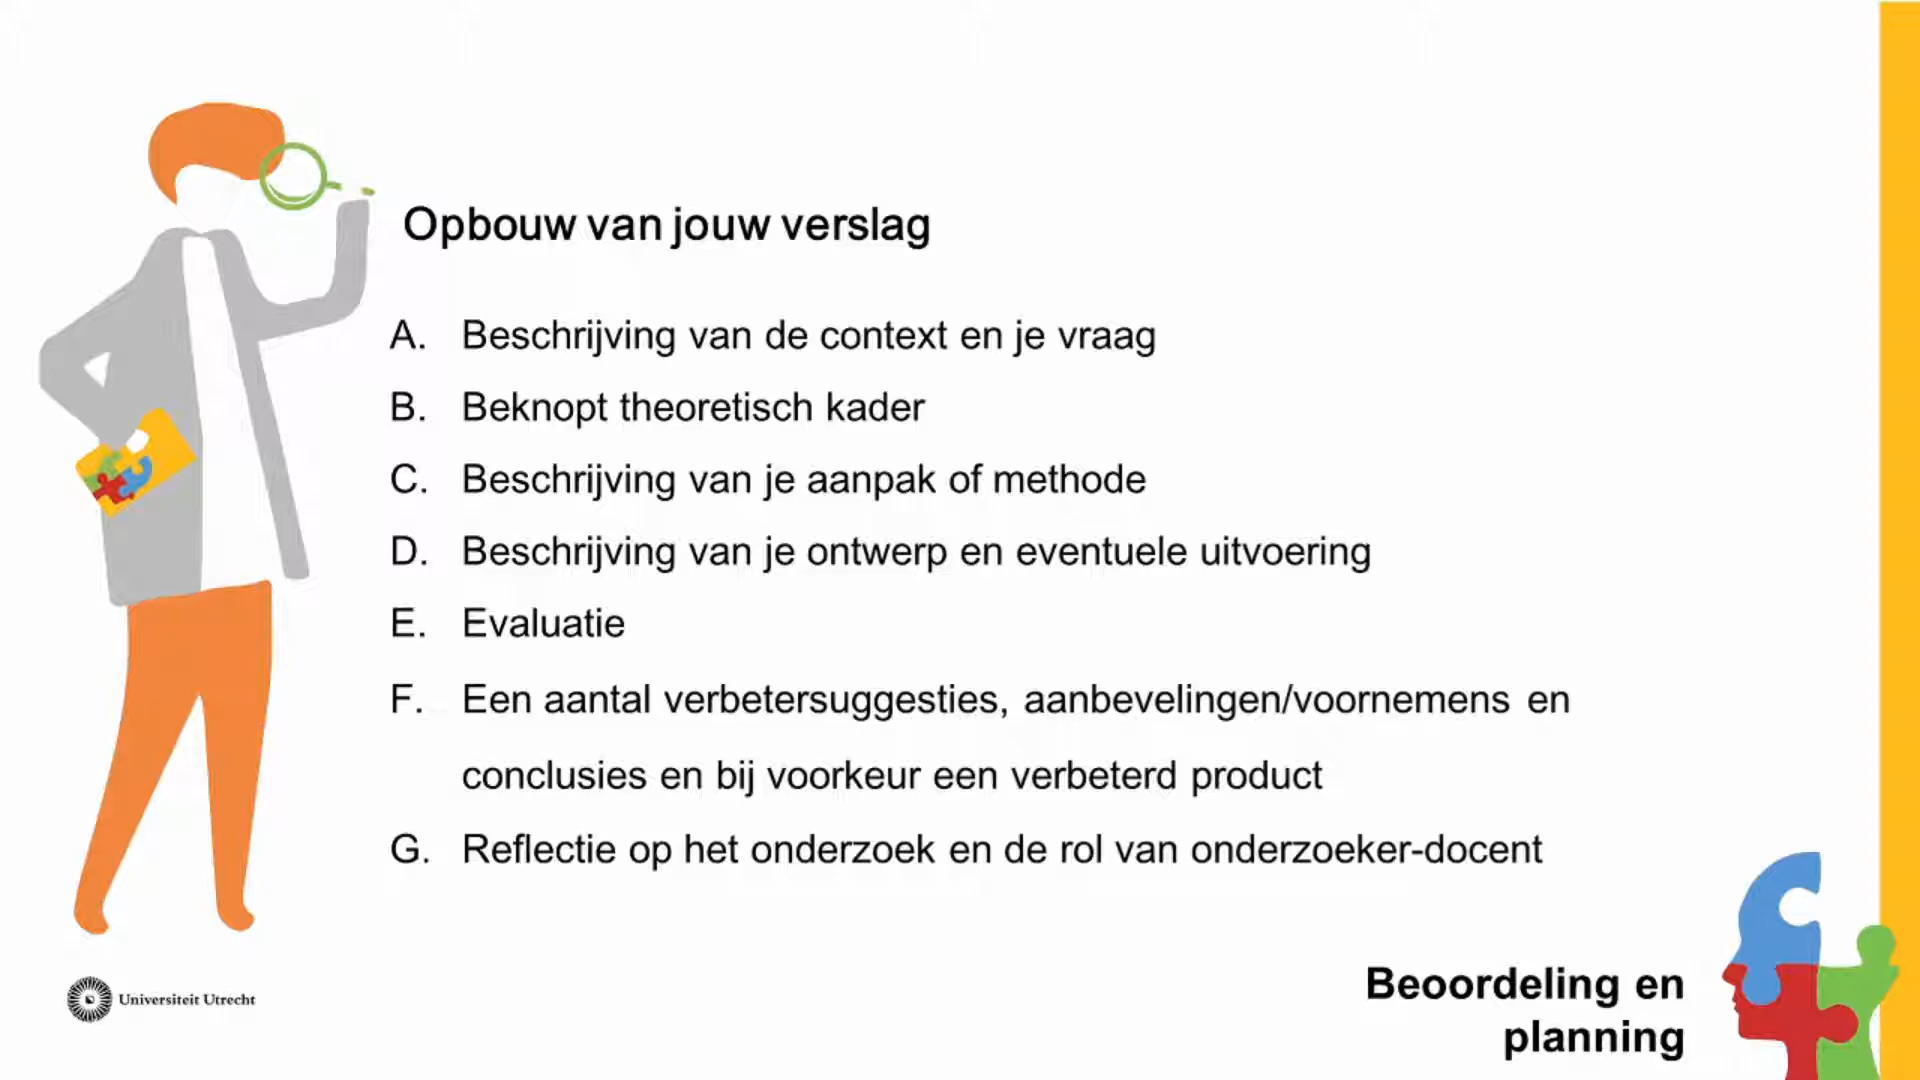 Opbouw van jouw verslag
A. Beschrijving van de context en je vraag
B. Beknopt theoretisch kader
C. Beschrijving van je aanpak of methode
D. Beschrijving van je ontwerp en eventuele uitvoering
E. Evaluatie
F. Een aantal verbetersuggesties, aanbevelingen/voornemens en
conclusies en bij voorkeur een verbeterd product
G. Reflectie op het onderzoek en de rol van onderzoeker-docent
Universiteit Utrecht
Beoordeling en
planning